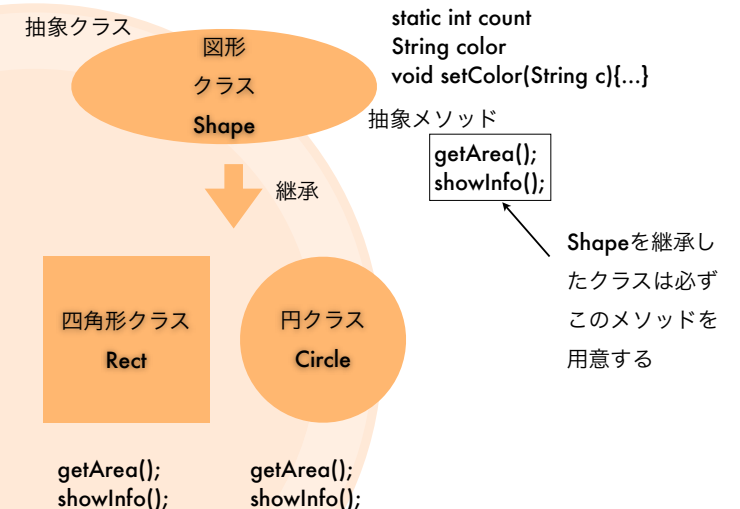 抽象クラス
図形
クラス
Shape
static int count
String color
void setColor(String c){...}
抽象メソッド
getArea();
showInfo();
継承
Shapeを継承し
たクラスは必ず
このメソッドを
用意する
四角形クラス
Rect
円クラス
Circle
getArea();
showInfo();
getArea();
showInfo();